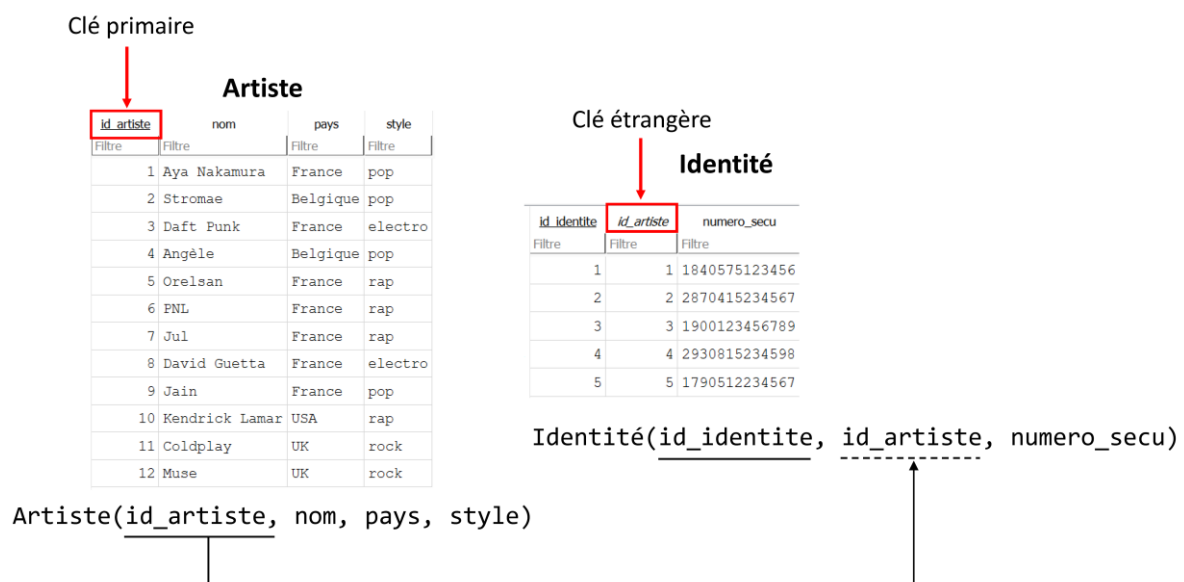 Clé primaire
Artiste
id_artiste nom pays style
Filtre Filtre Filtre Filtre
1 Aya Nakamura France pop
2 Stromae Belgique pop
3 Daft Punk France electro
4 Angèle Belgique pop
5 Orelsan France rap
6 PNL France rap
7 Jul France rap
8 David Guetta France electro
9 Jain France pop
10 Kendrick Lamar USA rap
11 Coldplay UK rock
12 Muse UK rock
Artiste(id_artiste, nom, pays, style)
Clé étrangère
Identité
id_identite id_artiste numero_secu
Filtre Filtre Filtre
1 1 1840575123456
2 2 2870415234567
3 3 1900123456789
4 4 2930815234598
5 5 1790512234567
Identité(id_identite, id_artiste, numero_secu)